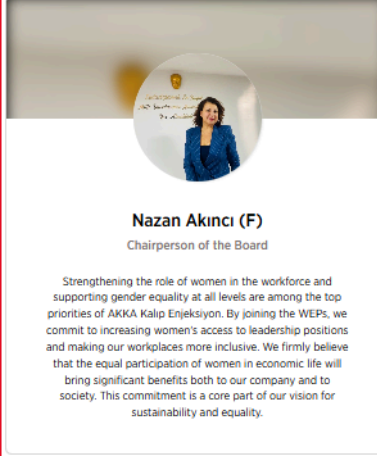 Nazan Akıncı (F)
Chairperson of the Board
Strengthening the role of women in the workforce and
supporting gender equality at all levels are among the top
priorities of AKKA Kalıp Enjeksiyon. By joining the WEPs, we
commit to increasing women's access to leadership positions
and making our workplaces more inclusive. We firmly believe
that the equal participation of women in economic life will
bring significant benefits both to our company and to
society. This commitment is a core part of our vision for
sustainability and equality.